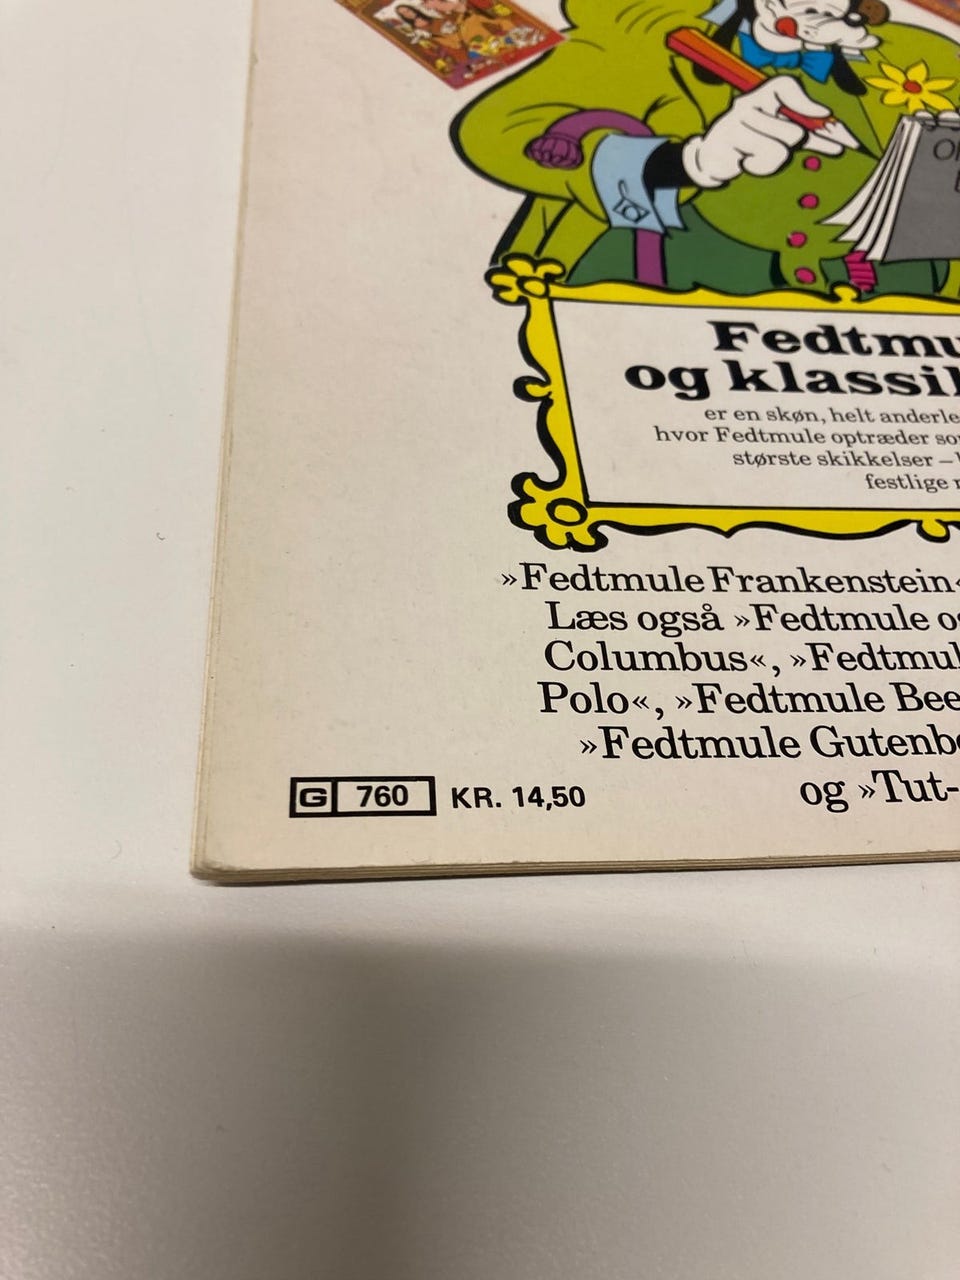 Fedtmu
og klassik
er en skøn, helt anderle
hvor Fedtmule optræder so
største skikkelser –
festlige
»Fedtmule Frankenstein«
Læs også »Fedtmule o
Columbus«, »Fedtmul
Polo«, »Fedtmule Bee
»Fedtmule Gutenb
og »Tut-
G 760 KR. 14,50